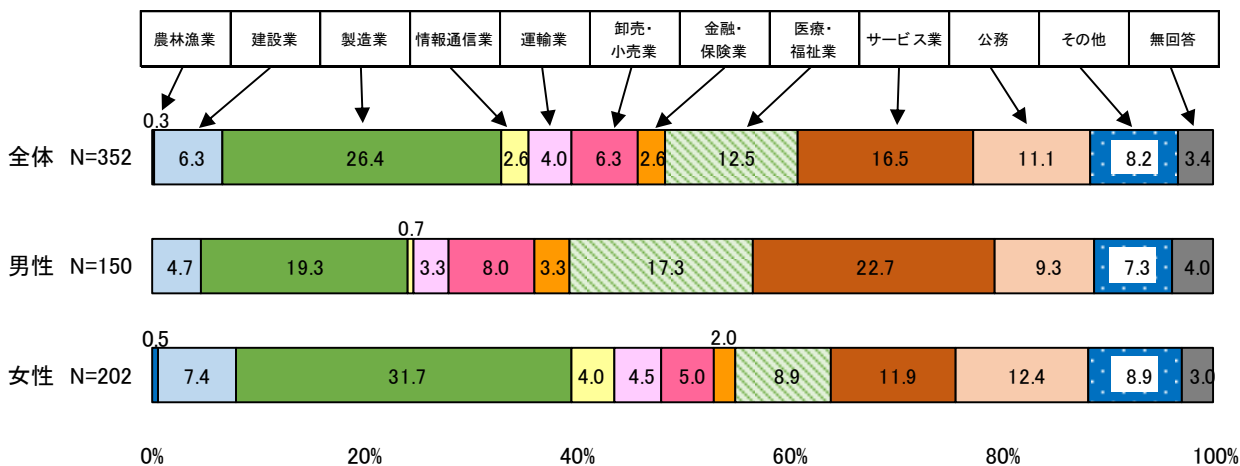 農林漁業 建設業 製造業 情報通信業 運輸業 卸売・小売業 金融・保険業 医療・福祉業 サービス業 公務 その他 無回答
0.3
全体 N=352 6.3 26.4 2.6 4.0 6.3 2.6 12.5 16.5 11.1 8.2 3.4
0.7
男性 N=150 4.7 19.3 3.3 8.0 3.3 17.3 22.7 9.3 7.3 4.0
0.5 2.0
女性 N=202 7.4 31.7 4.0 4.5 5.0 8.9 11.9 12.4 8.9 3.0
0% 20% 40% 60% 80% 100%